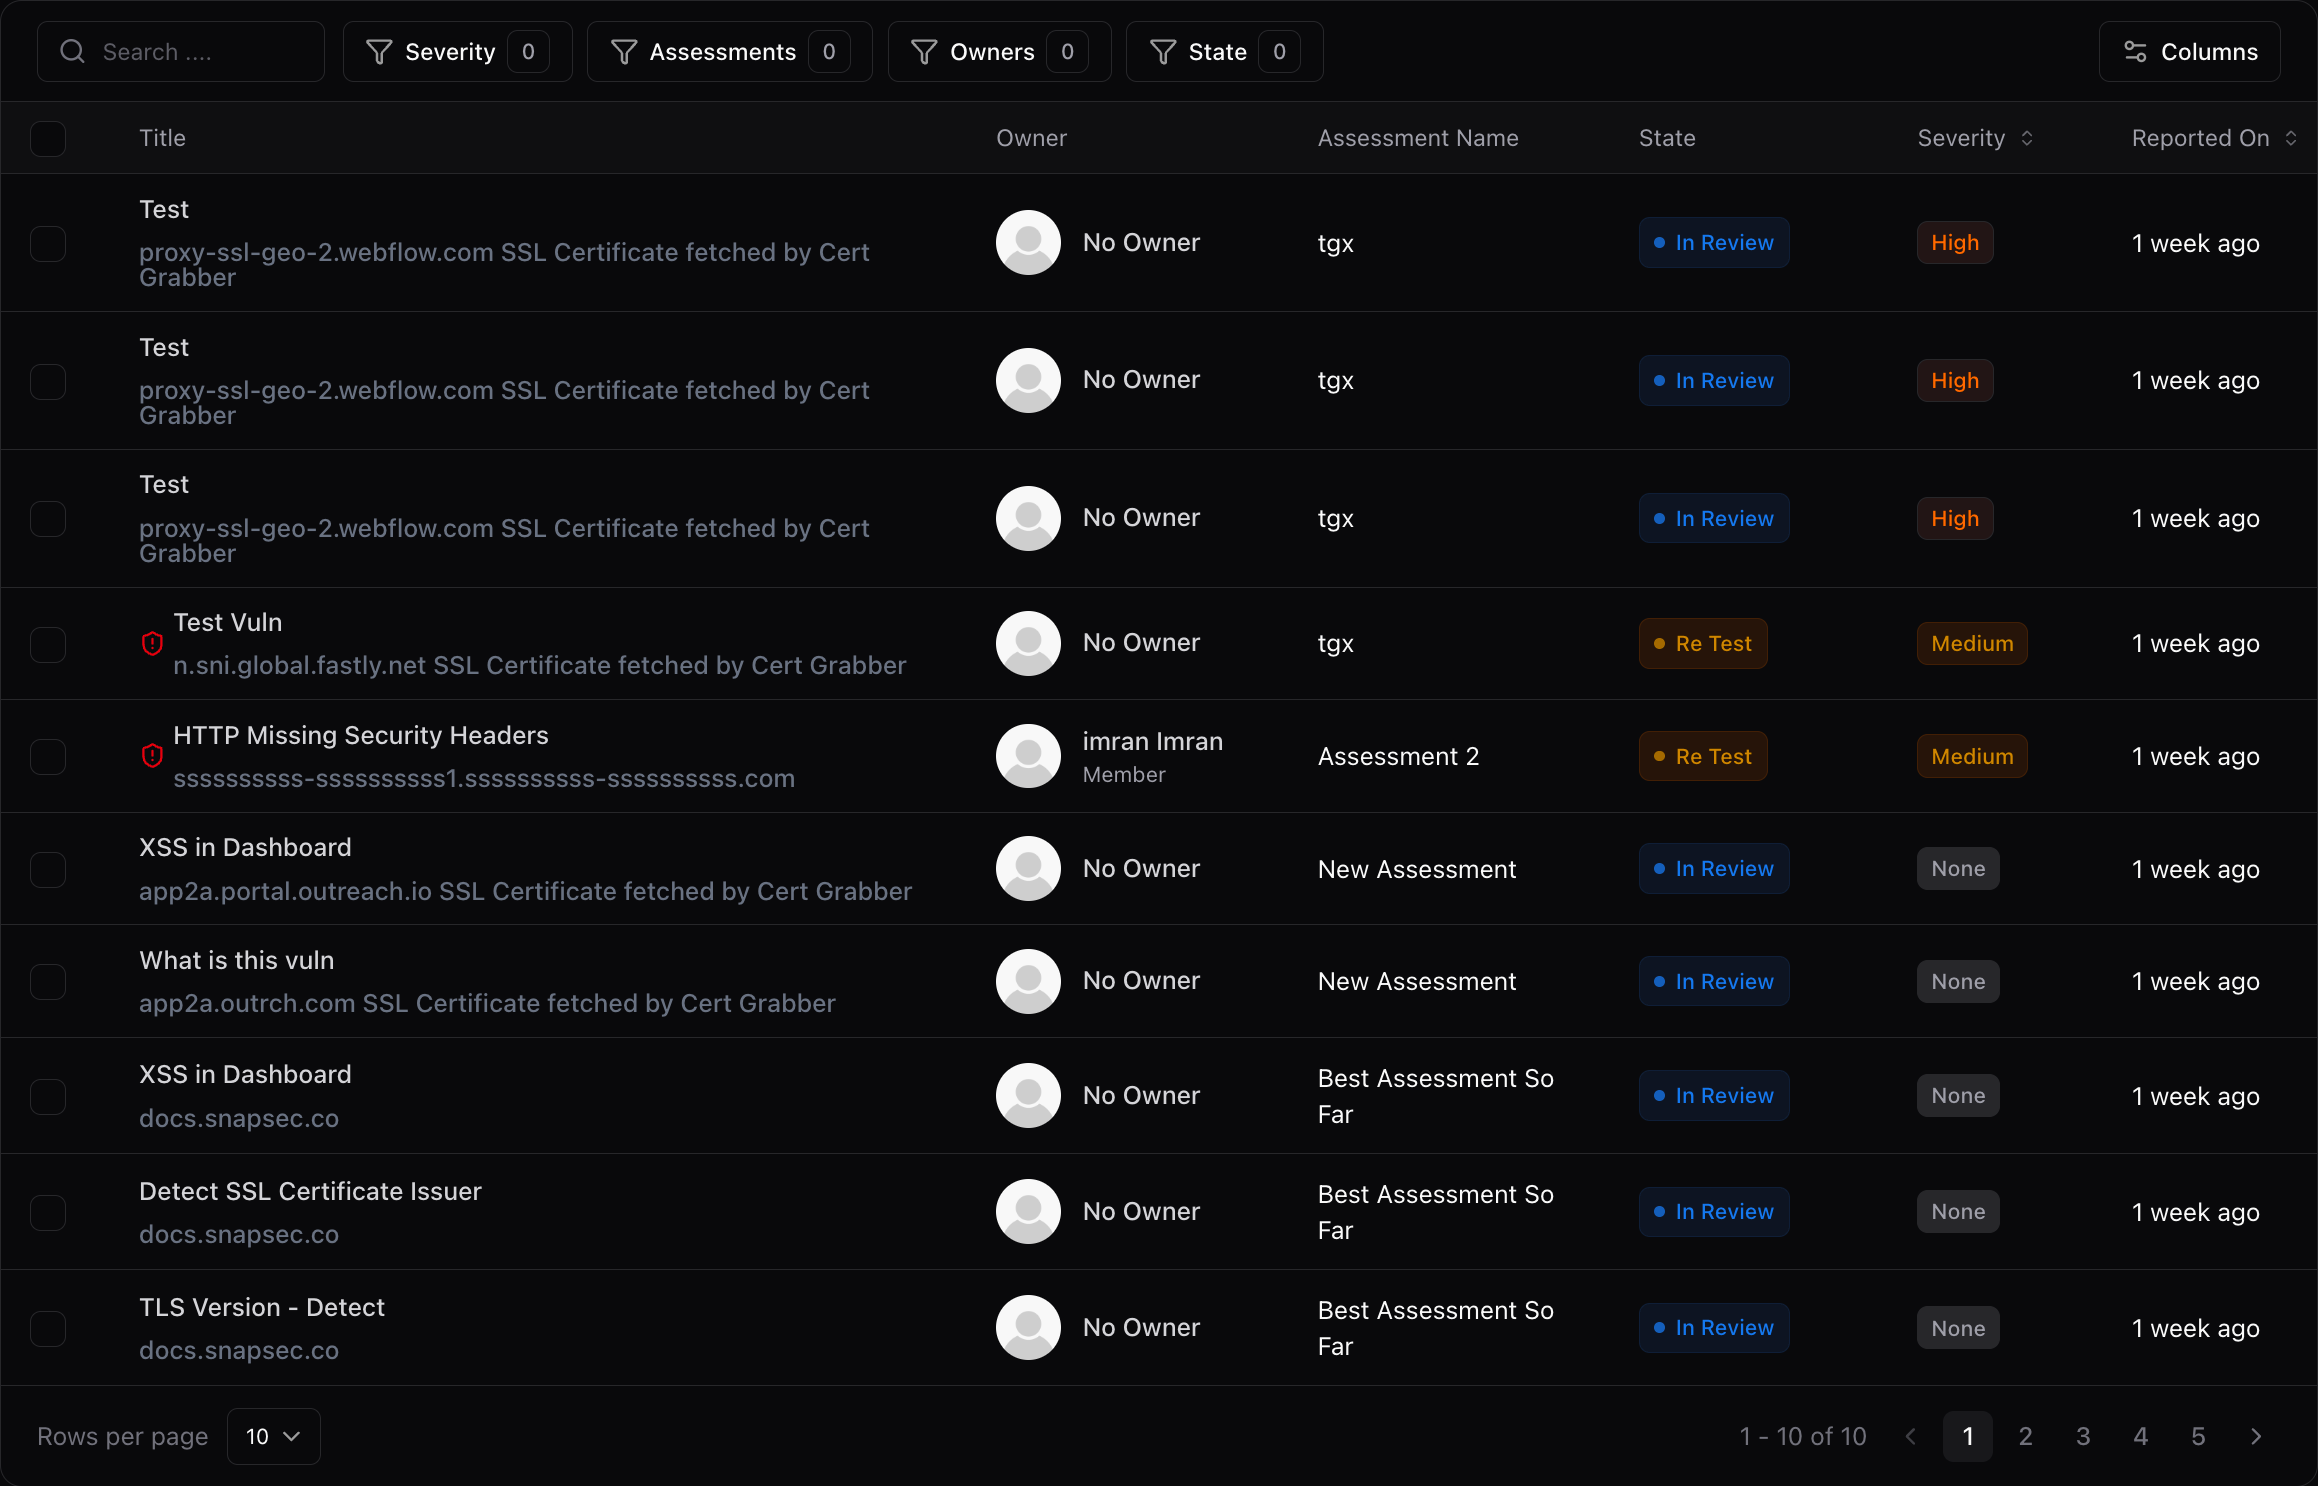 Search ....
Severity 0
Assessments 0
Owners 0
State 0
Columns
Title Owner Assessment Name State Severity Reported On
Test
proxy-ssl-geo-2.webflow.com SSL Certificate fetched by Cert
Grabber
No Owner tgx In Review High 1 week ago
Test
proxy-ssl-geo-2.webflow.com SSL Certificate fetched by Cert
Grabber
No Owner tgx In Review High 1 week ago
Test
proxy-ssl-geo-2.webflow.com SSL Certificate fetched by Cert
Grabber
No Owner tgx In Review High 1 week ago
Test Vuln
n.sni.global.fastly.net SSL Certificate fetched by Cert Grabber
No Owner tgx Re Test Medium 1 week ago
HTTP Missing Security Headers
ssssssssss-ssssssssss1.ssssssssss-ssssssssss.com
imran Imran
Member
Assessment 2 Re Test Medium 1 week ago
XSS in Dashboard
app2a.portal.outreach.io SSL Certificate fetched by Cert Grabber
No Owner New Assessment In Review None 1 week ago
What is this vuln
app2a.outrch.com SSL Certificate fetched by Cert Grabber
No Owner New Assessment In Review None 1 week ago
XSS in Dashboard
docs.snapsec.co
No Owner
Best Assessment So
Far
In Review None 1 week ago
Detect SSL Certificate Issuer
docs.snapsec.co
No Owner
Best Assessment So
Far
In Review None 1 week ago
TLS Version - Detect
docs.snapsec.co
No Owner
Best Assessment So
Far
In Review None 1 week ago
Rows per page 10
1 - 10 of 10 1 2 3 4 5